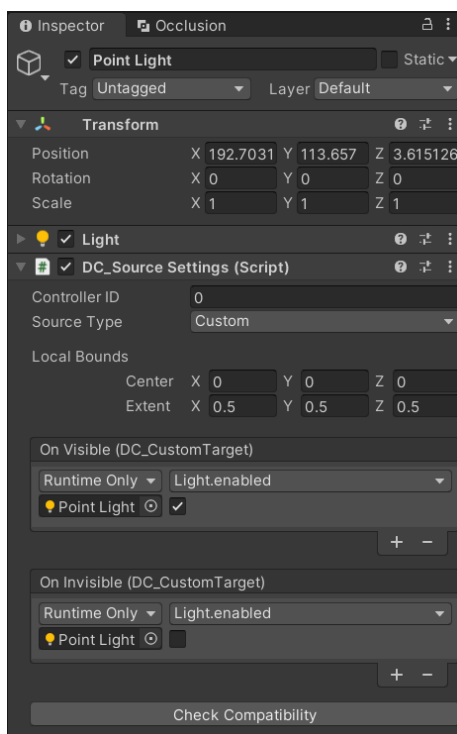 Inspector Occlusion
Point Light Static
Tag Untagged Layer Default
Transform
Position X 192.7031 Y 113.657 Z 3.615126
Rotation X 0 Y 0 Z 0
Scale X 1 Y 1 Z 1
Light
# DC_Source Settings (Script)
Controller ID 0
Source Type Custom
Local Bounds
Center X 0 Y 0 Z 0
Extent X 0.5 Y 0.5 Z 0.5
On Visible (DC_CustomTarget)
Runtime Only Light.enabled
Point Light
+ −
On Invisible (DC_CustomTarget)
Runtime Only Light.enabled
Point Light
+ −
Check Compatibility